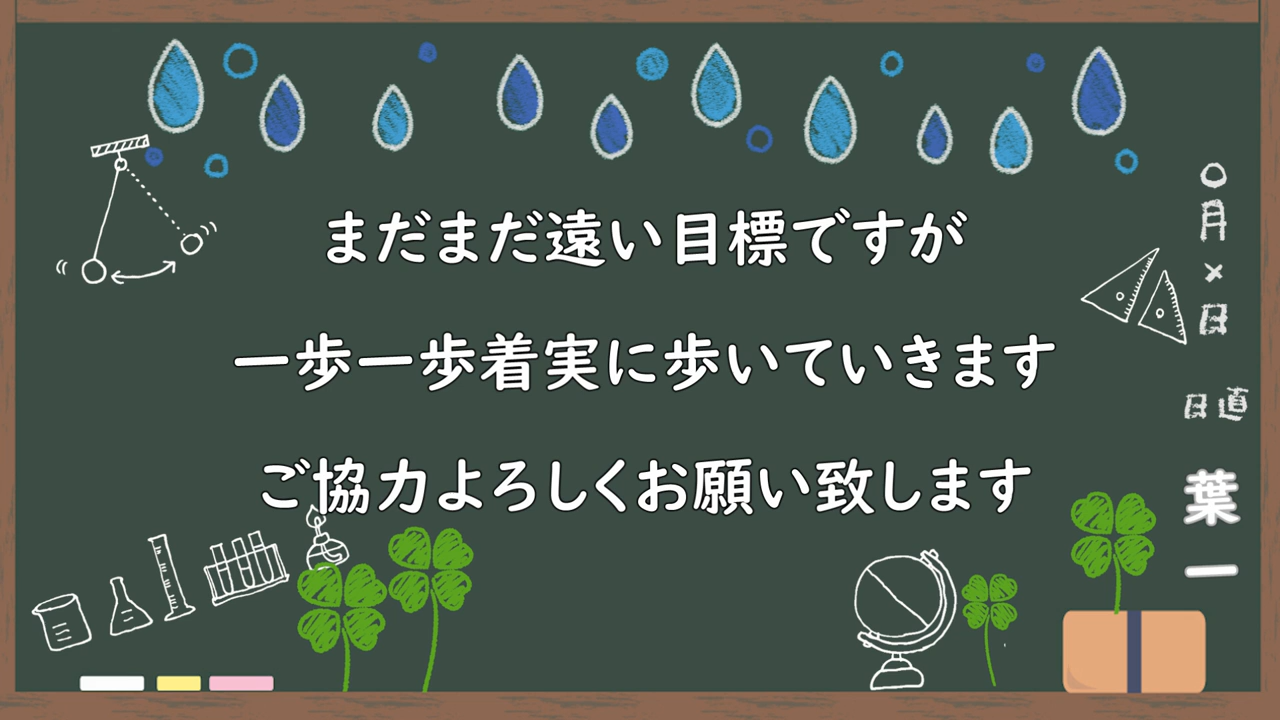 まだまだ遠い目標ですが
一歩一歩着実に歩いていきます
ご協力よろしくお願い致します
〇月×日
日直
葉一